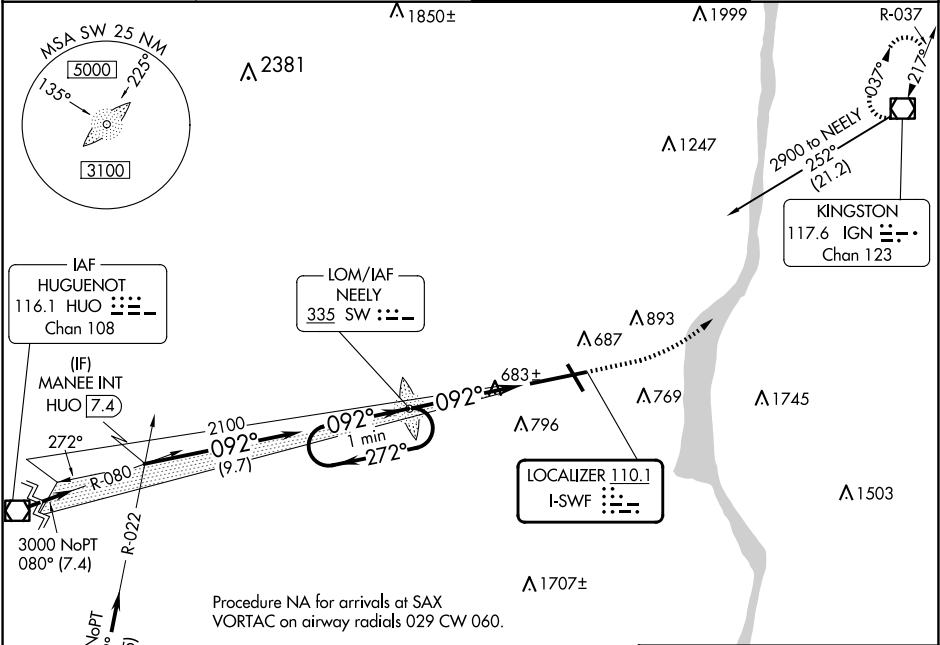 1850±
1999
R-037
MSA SW 25 NM
5000
225°
135°
3100
2381
037°
217°
1247
2900 to NEELY
252°
(21.2)
KINGSTON
117.6 IGN
Chan 123
IAF
HUGUENOT
116.1 HUO
Chan 108
LOM/IAF
NEELY
335 SW
(IF)
MANEE INT
HUO 7.4
893
687
683±
769
1745
796
2100
092°
092°
092°
1 min
272°
(9.7)
272°
R-080
R-022
LOCALIZER 110.1
I-SWF
1503
3000 NoPT
080° (7.4)
1707±
Procedure NA for arrivals at SAX
VORTAC on airway radials 029 CW 060.
NoPT